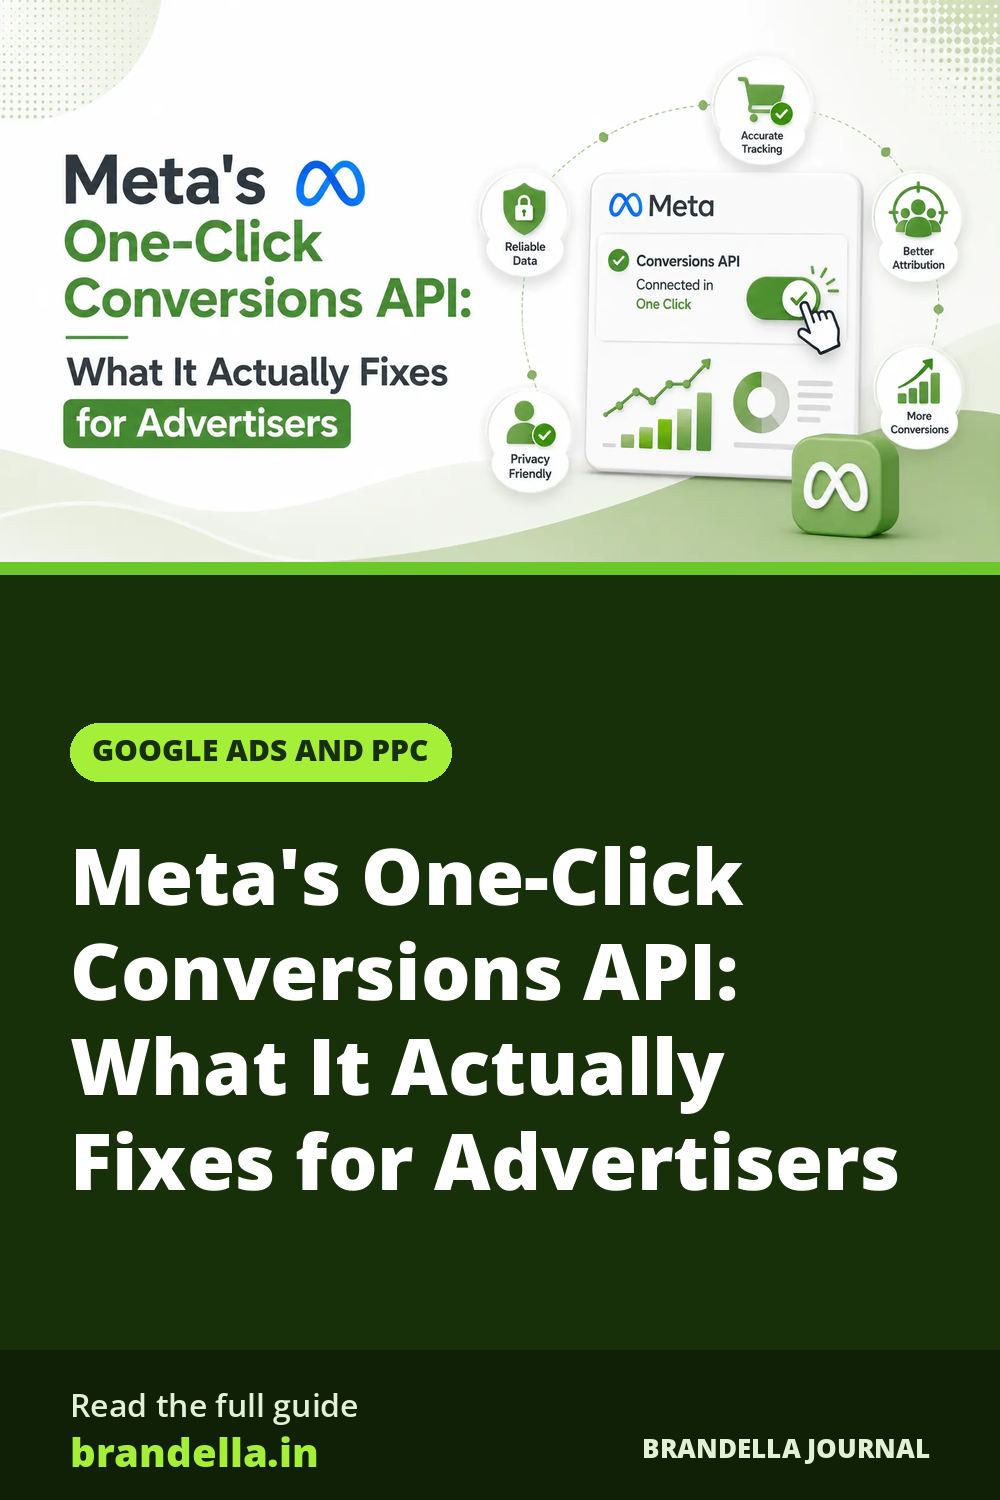 Meta's
One-Click
Conversions API:
What It Actually Fixes
for Advertisers
Accurate
Tracking
Reliable
Data
Better
Attribution
Meta
Conversions API
Connected in
One Click
More
Conversions
Privacy
Friendly
GOOGLE ADS AND PPC
Meta's One-Click
Conversions API:
What It Actually
Fixes for Advertisers
Read the full guide
brandella.in
BRANDELLA JOURNAL